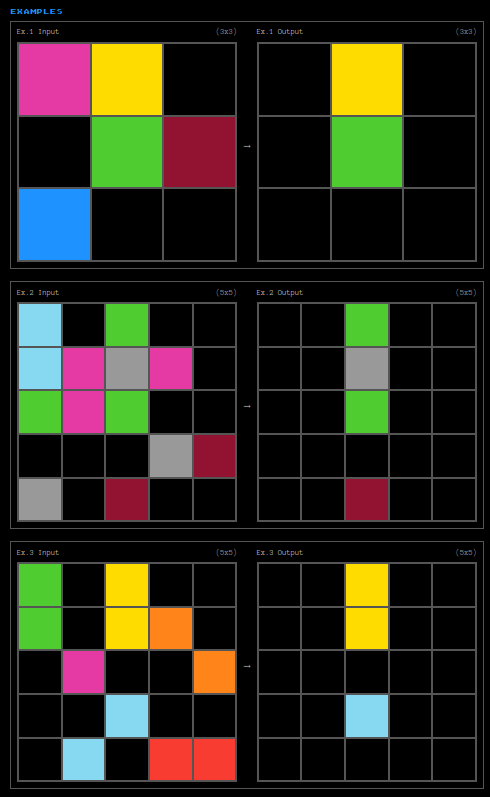 EXAMPLES
Ex.1 Input (3x3) Ex.1 Output (3x3)
→
Ex.2 Input (5x5) Ex.2 Output (5x5)
→
Ex.3 Input (5x5) Ex.3 Output (5x5)
→